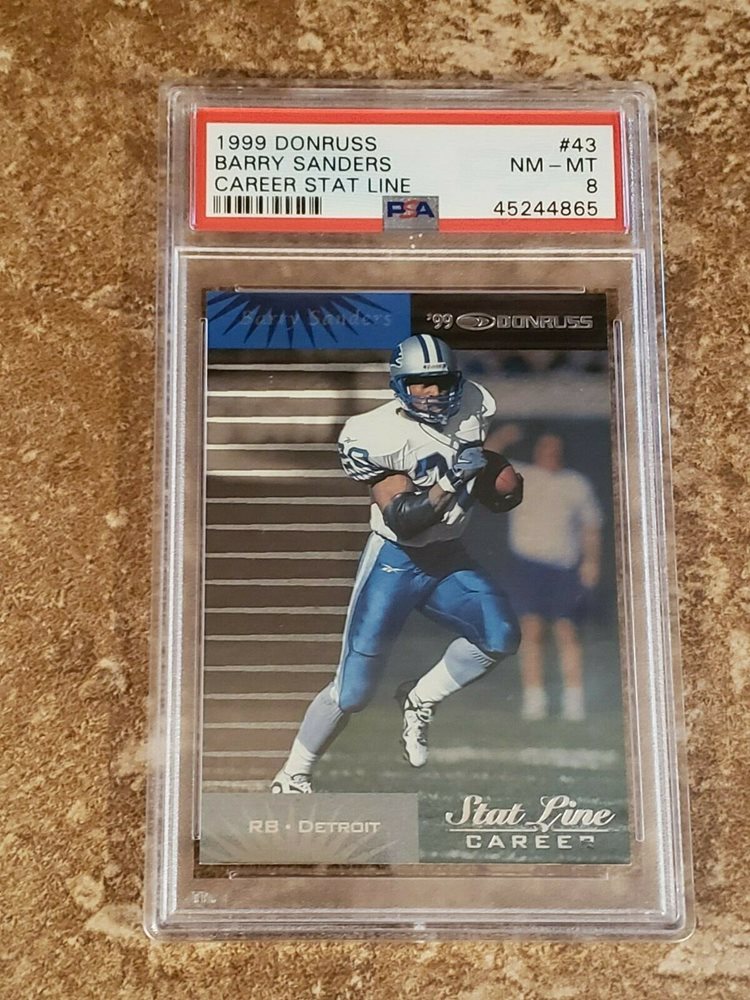 1999 DONRUSS #43
BARRY SANDERS NM-MT
CAREER STAT LINE 8
PSA 45244865
Barry Sanders '99 DONRUSS
RB • DETROIT
Stat Line
CAREER